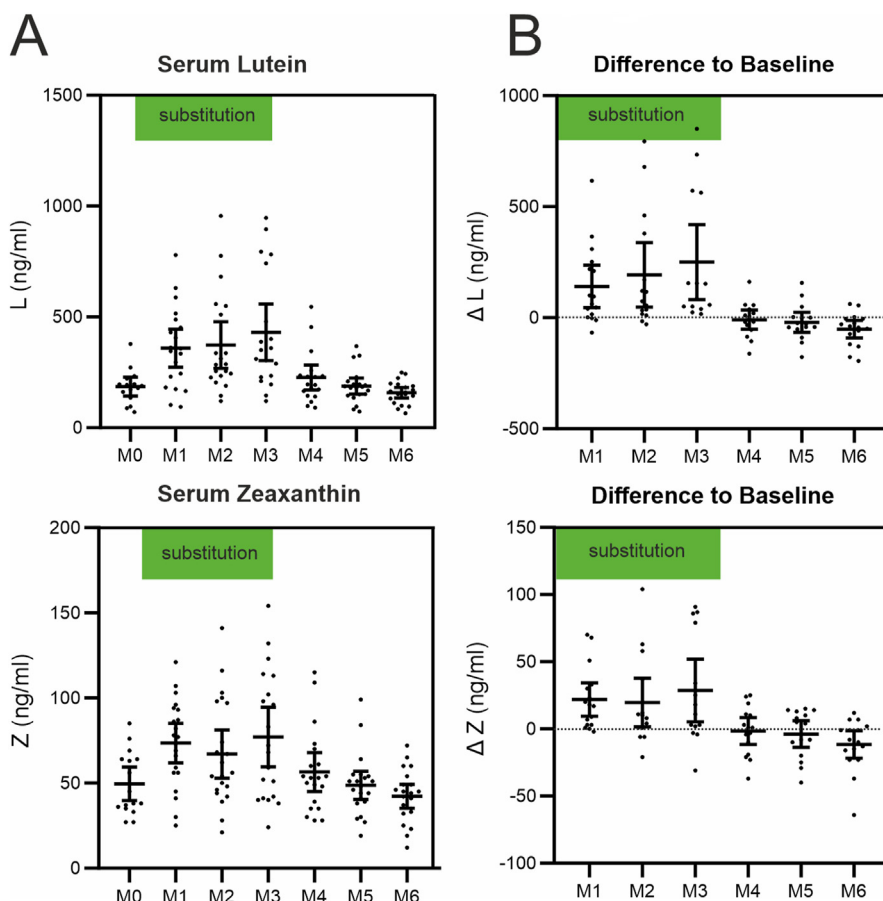 A
Serum Lutein
1500
1000
500
0
L (ng/ml)
substitution
M0 M1 M2 M3 M4 M5 M6
B
Difference to Baseline
1000
500
0
-500
Δ L (ng/ml)
substitution
M1 M2 M3 M4 M5 M6
Serum Zeaxanthin
200
150
100
50
0
Z (ng/ml)
substitution
M0 M1 M2 M3 M4 M5 M6
Difference to Baseline
150
100
50
0
-50
-100
Δ Z (ng/ml)
substitution
M1 M2 M3 M4 M5 M6